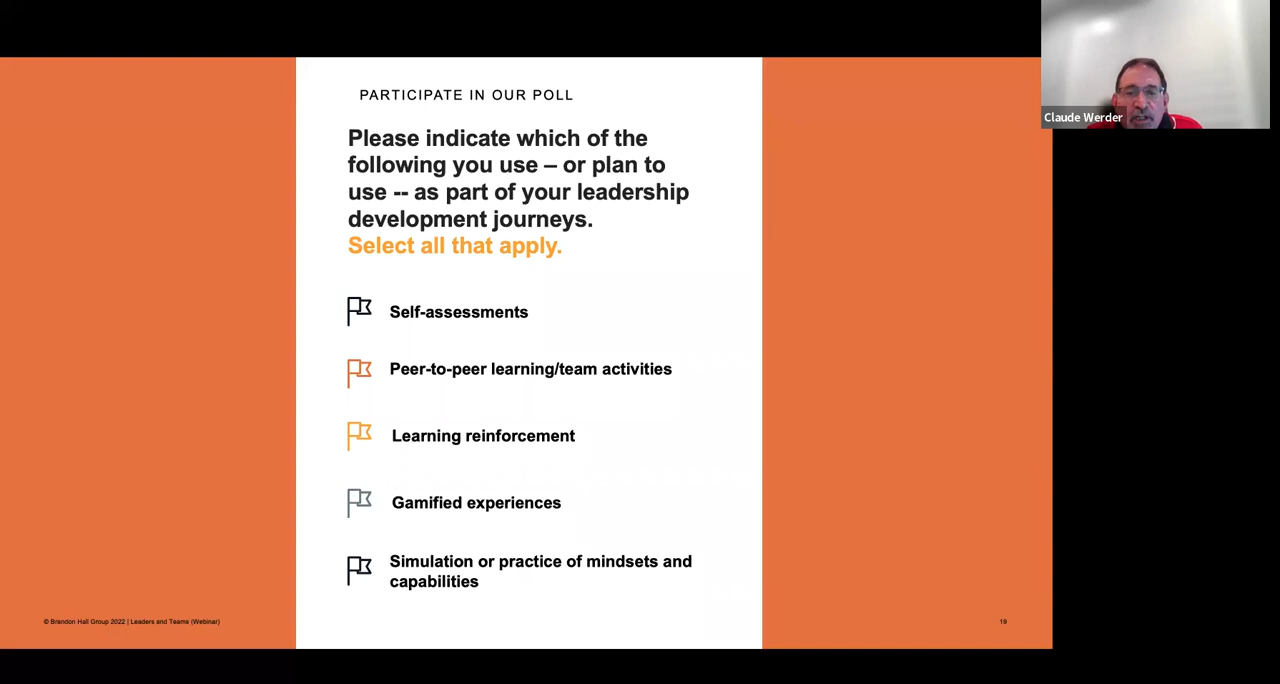 PARTICIPATE IN OUR POLL
Please indicate which of the
following you use – or plan to
use -- as part of your leadership
development journeys.
Select all that apply.
Self-assessments
Peer-to-peer learning/team activities
Learning reinforcement
Gamified experiences
Simulation or practice of mindsets and
capabilities
© Brandon Hall Group 2022 | Leaders and Teams (Webinar)
19
Claude Werder